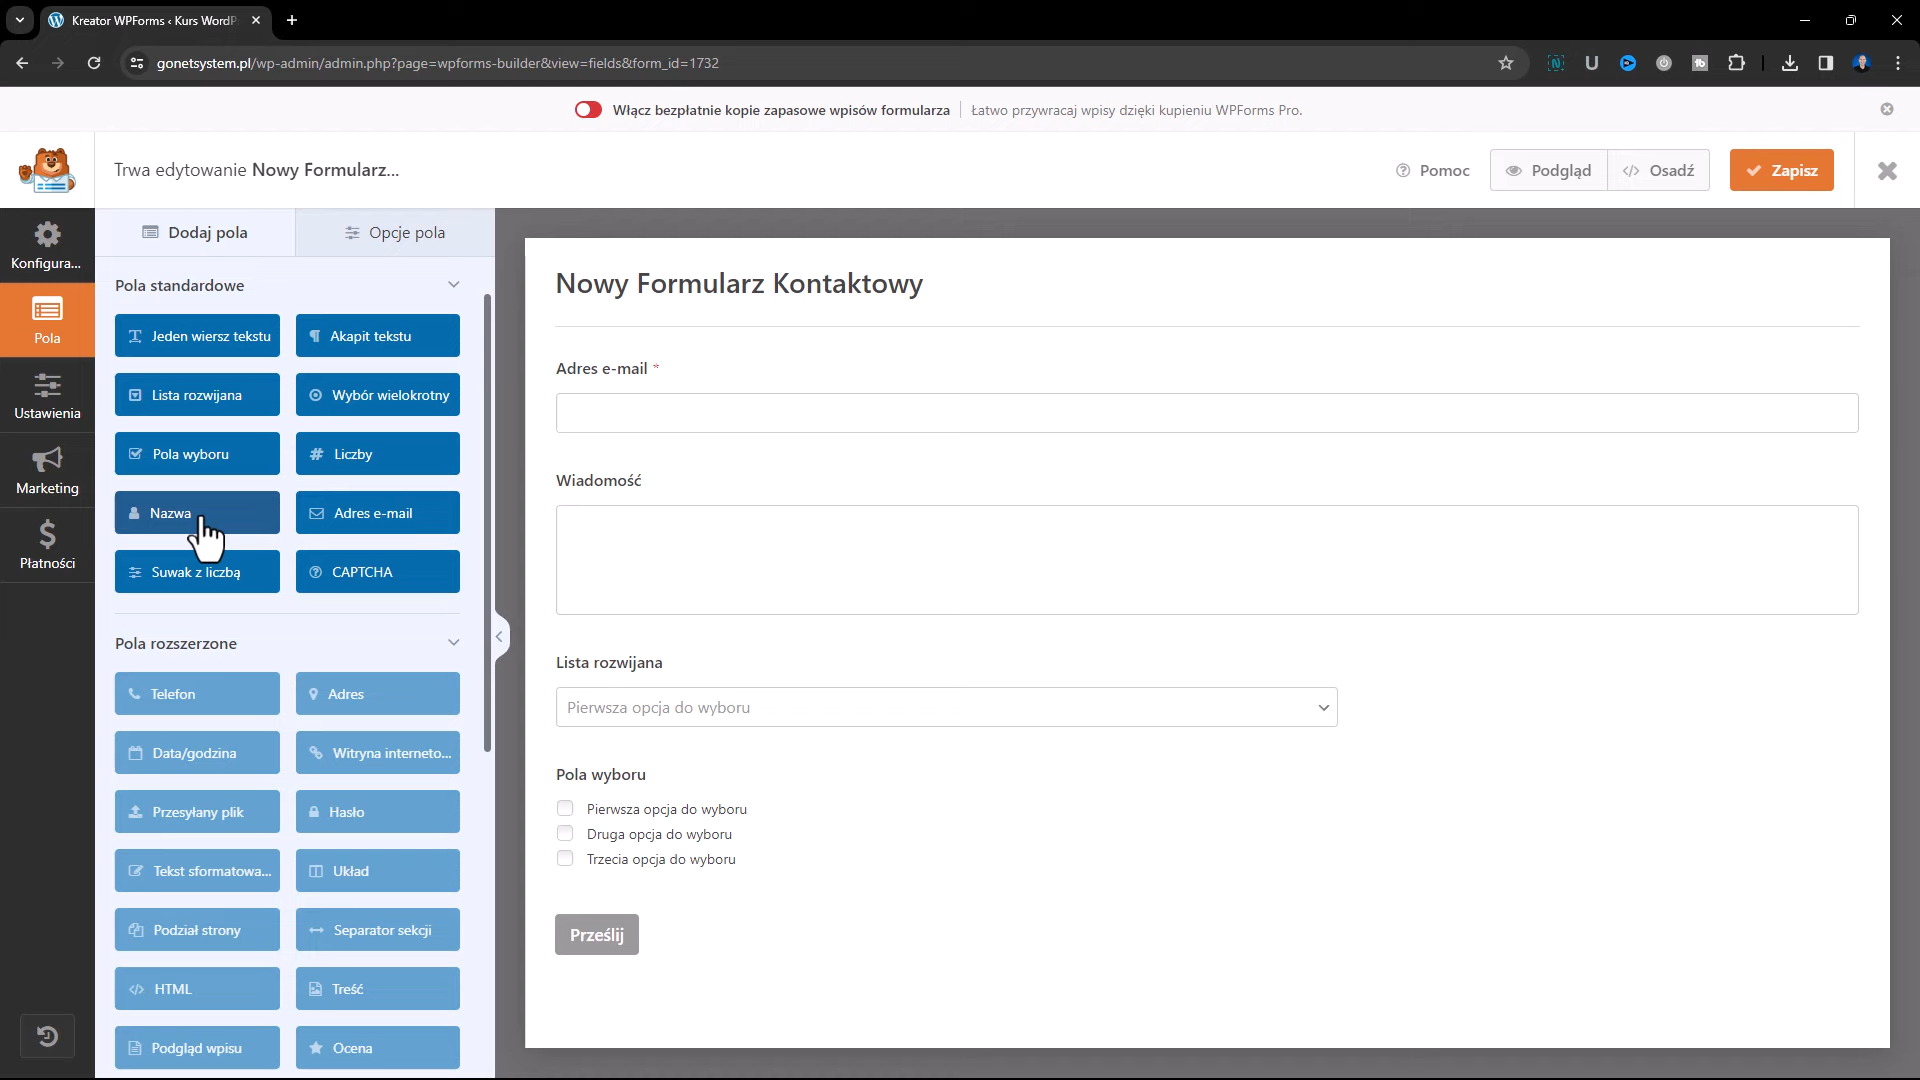 Kreator WPForms ‹ Kurs WordP
gonetsystem.pl/wp-admin/admin.php?page=wpforms-builder&view=fields&form_id=1732
Włącz bezpłatnie kopie zapasowe wpisów formularza
Łatwo przywracaj wpisy dzięki kupieniu WPForms Pro.
Trwa edytowanie Nowy Formularz...
Pomoc
Podgląd
Osadź
Zapisz
Konfigura...
Pola
Ustawienia
Marketing
Płatności
Dodaj pola
Opcje pola
Pola standardowe
Jeden wiersz tekstu
Akapit tekstu
Lista rozwijana
Wybór wielokrotny
Pola wyboru
Liczby
Nazwa
Adres e-mail
Suwak z liczbą
CAPTCHA
Pola rozszerzone
Telefon
Adres
Data/godzina
Witryna interneto...
Przesyłany plik
Hasło
Tekst sformatowa...
Układ
Podział strony
Separator sekcji
HTML
Treść
Podgląd wpisu
Ocena
Nowy Formularz Kontaktowy
Adres e-mail *
Wiadomość
Lista rozwijana
Pierwsza opcja do wyboru
Pola wyboru
Pierwsza opcja do wyboru
Druga opcja do wyboru
Trzecia opcja do wyboru
Prześlij